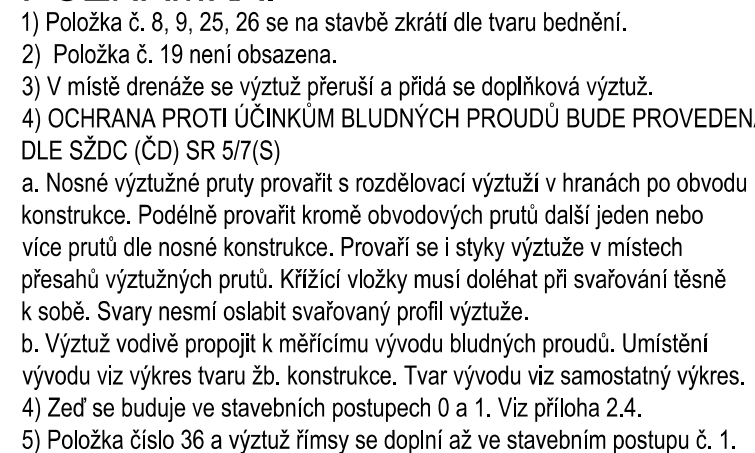 1) Položka č. 8, 9, 25, 26 se na stavbě zkrátí dle tvaru bednění.
2)  Položka č. 19 není obsazena.
3) V místě drenáže se výztuž přeruší a přidá se doplňková výztuž.
4) OCHRANA PROTI ÚČINKŮM BLUDNÝCH PROUDŮ BUDE PROVEDENA
DLE SŽDC (ČD) SR 5/7(S)
a. Nosné výztužné pruty provařit s rozdělovací výztuží v hranách po obvodu
konstrukce. Podélně provařit kromě obvodových prutů další jeden nebo
více prutů dle nosné konstrukce. Provaří se i styky výztuže v místech
přesahů výztužných prutů. Křížící vložky musí doléhat při svařování těsně
k sobě. Svary nesmí oslabit svařovaný profil výztuže.
b. Výztuž vodivě propojit k měřícímu vývodu bludných proudů. Umístění
vývodu viz výkres tvaru žb. konstrukce. Tvar vývodu viz samostatný výkres.
4) Zeď se buduje ve stavebních postupech 0 a 1. Viz příloha 2.4.
5) Položka číslo 36 a výztuž římsy se doplní až ve stavebním postupu č. 1.